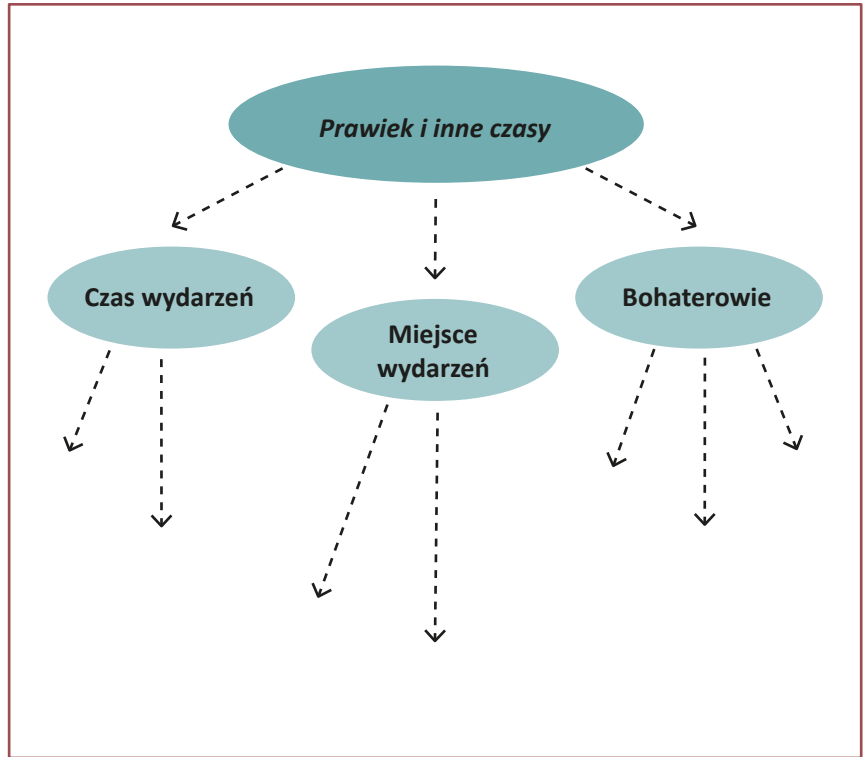 Prawiek i inne czasy
Czas wydarzeń
Miejsce
wydarzeń
Bohaterowie